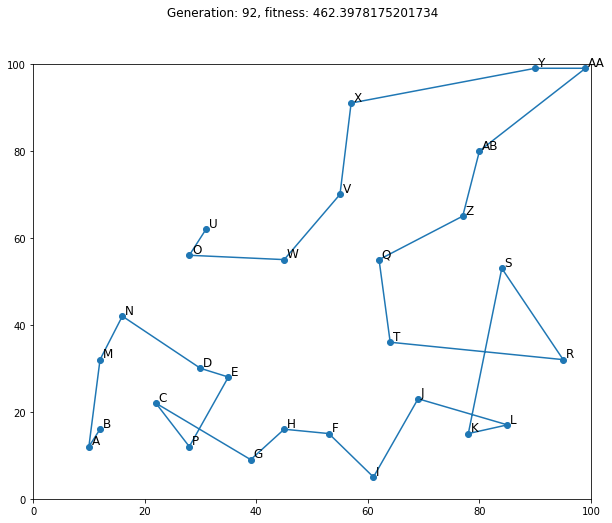 Generation: 92, fitness: 462.3978175201734
100
Y
AA
X
80
AB
V
Z
U
60
O
W
Q
S
N
40
M
T
R
D
E
C
J
20
B
H
F
L
K
A
P
G
I
0
0
20
40
60
80
100